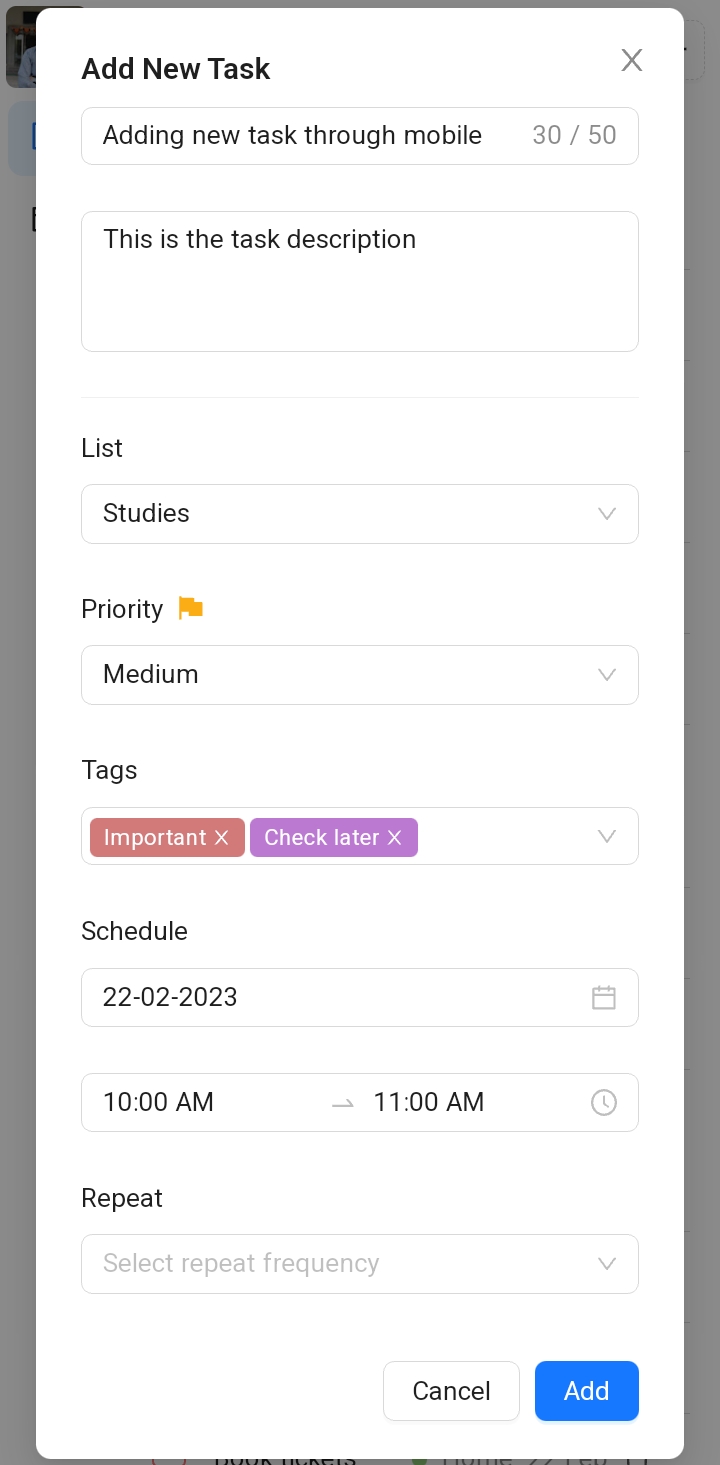 Add New Task
Adding new task through mobile 30 / 50
This is the task description
List
Studies
Priority
Medium
Tags
Important Check later
Schedule
22-02-2023
10:00 AM 11:00 AM
Repeat
Select repeat frequency
Cancel Add